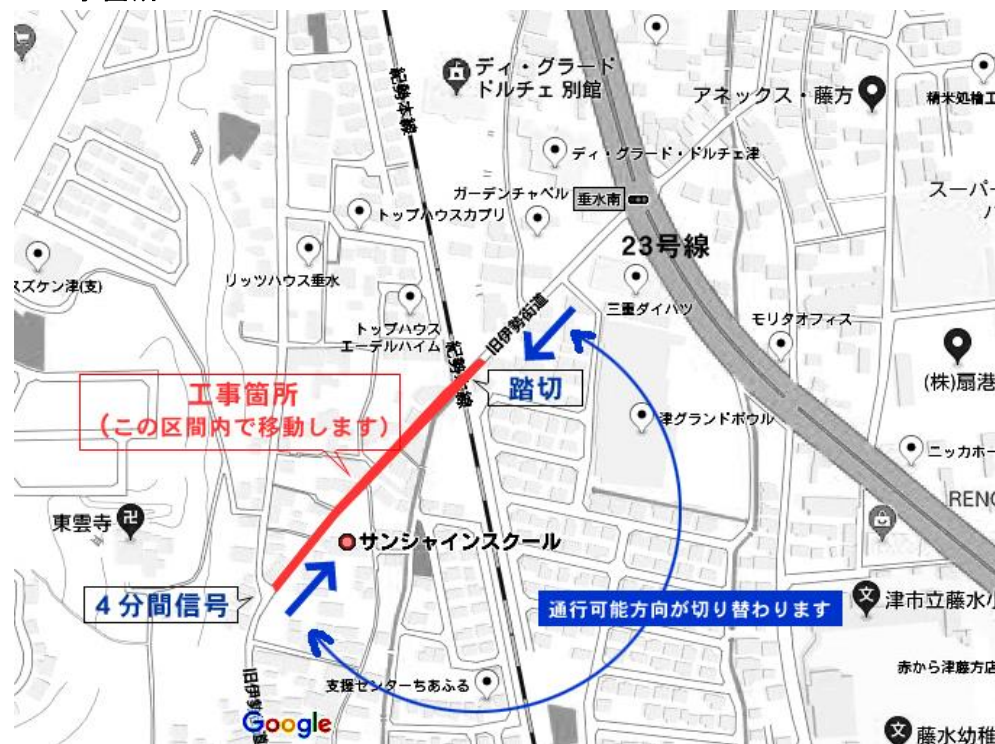 紀勢本線
ディ・グラード
ドルチェ 別館
アネックス・藤方
精米処檜工
ディ・グラード・ドルチェ津
ガーデンチャペル
垂水南
スーパー
トップハウスカプリ
23号線
スズケン津(支)
リッツハウス垂水
三重ダイハツ
モリタオフィス
トップハウス
エーデルハイム
旧伊勢街道
紀勢本線
(株)扇港
工事箇所
(この区間内で移動します)
踏切
津グランドボウル
ニッカホー
RENO
東雲寺
サンシャインスクール
4分間信号
通行可能方向が切り替わります
津市立藤水小
赤から津藤方店
支援センターちあふる
旧伊勢
Google
藤水幼稚